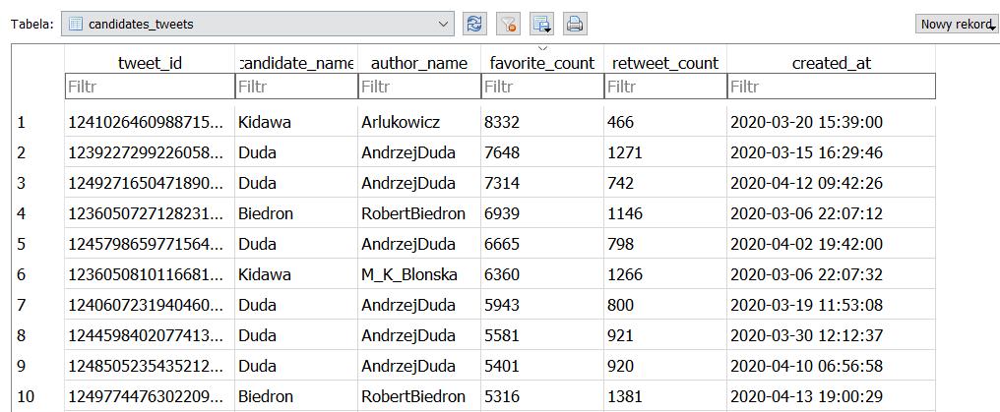 Tabela: candidates_tweets Nowy rekord
tweet_id candidate_name author_name favorite_count retweet_count created_at
Filtr Filtr Filtr Filtr Filtr Filtr
1 1241026460988715... Kidawa Arlukowicz 8332 466 2020-03-20 15:39:00
2 1239227299226058... Duda AndrzejDuda 7648 1271 2020-03-15 16:29:46
3 1249271650471890... Duda AndrzejDuda 7314 742 2020-04-12 09:42:26
4 1236050727128231... Biedron RobertBiedron 6939 1146 2020-03-06 22:07:12
5 1245798659771564... Duda AndrzejDuda 6665 798 2020-04-02 19:42:00
6 1236050810116681... Kidawa M_K_Blonska 6360 1266 2020-03-06 22:07:32
7 1240607231940460... Duda AndrzejDuda 5943 800 2020-03-19 11:53:08
8 1244598402077413... Duda AndrzejDuda 5581 921 2020-03-30 12:12:37
9 1248505235435212... Duda AndrzejDuda 5401 920 2020-04-10 06:56:58
10 1249774476302209... Biedron RobertBiedron 5316 1381 2020-04-13 19:00:29